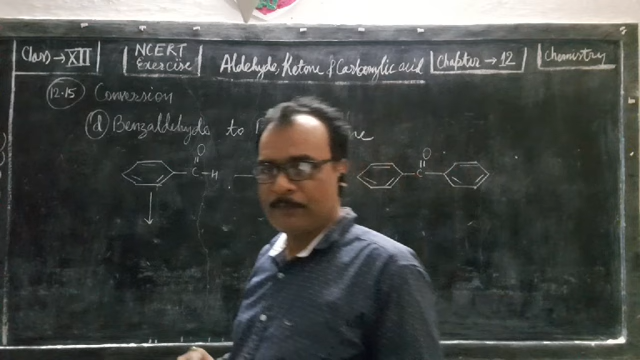 Class → XII
NCERT
Exercise
Aldehyde, Ketone & Carboxylic acid
Chapter → 12
Chemistry
12.15 Conversion
(d) Benzaldehyde to
O
C H
O
C